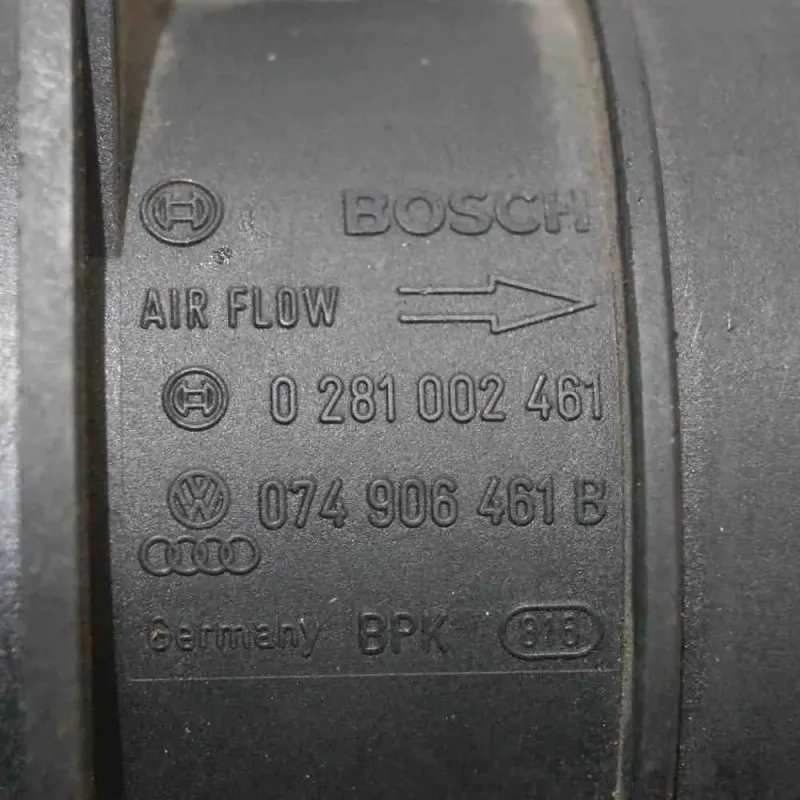 BOSCH
AIR FLOW
0 281 002 461
074 906 461 B
Germany BPK 816